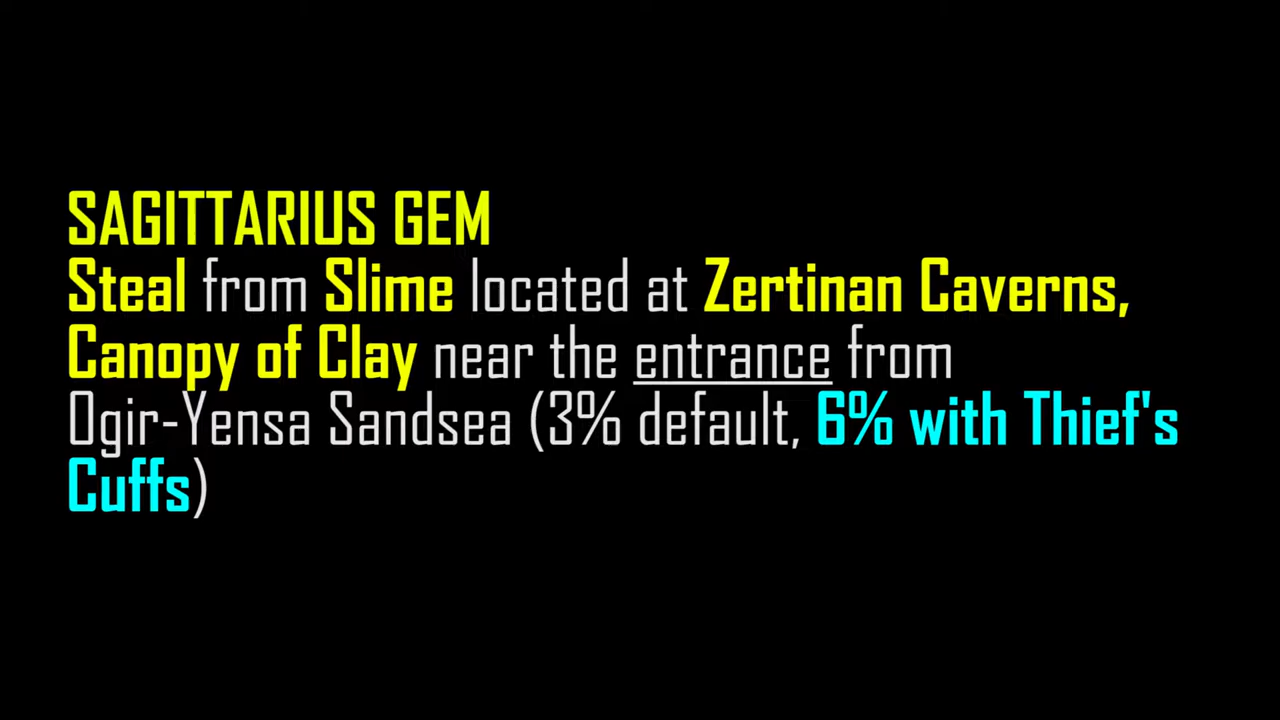 SAGITTARIUS GEM
Steal from Slime located at Zertinan Caverns,
Canopy of Clay near the entrance from
Ogir-Yensa Sandsea (3% default, 6% with Thief's
Cuffs)